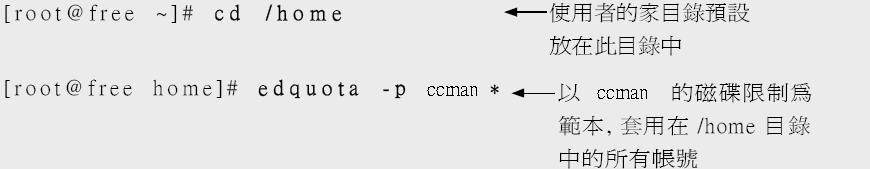 [root@free ~]# cd /home ←使用者的家目錄預設
放在此目錄中
[root@free home]# edquota -p ccman * ←以 ccman 的磁碟限制為
範本, 套用在 /home 目錄
中的所有帳號